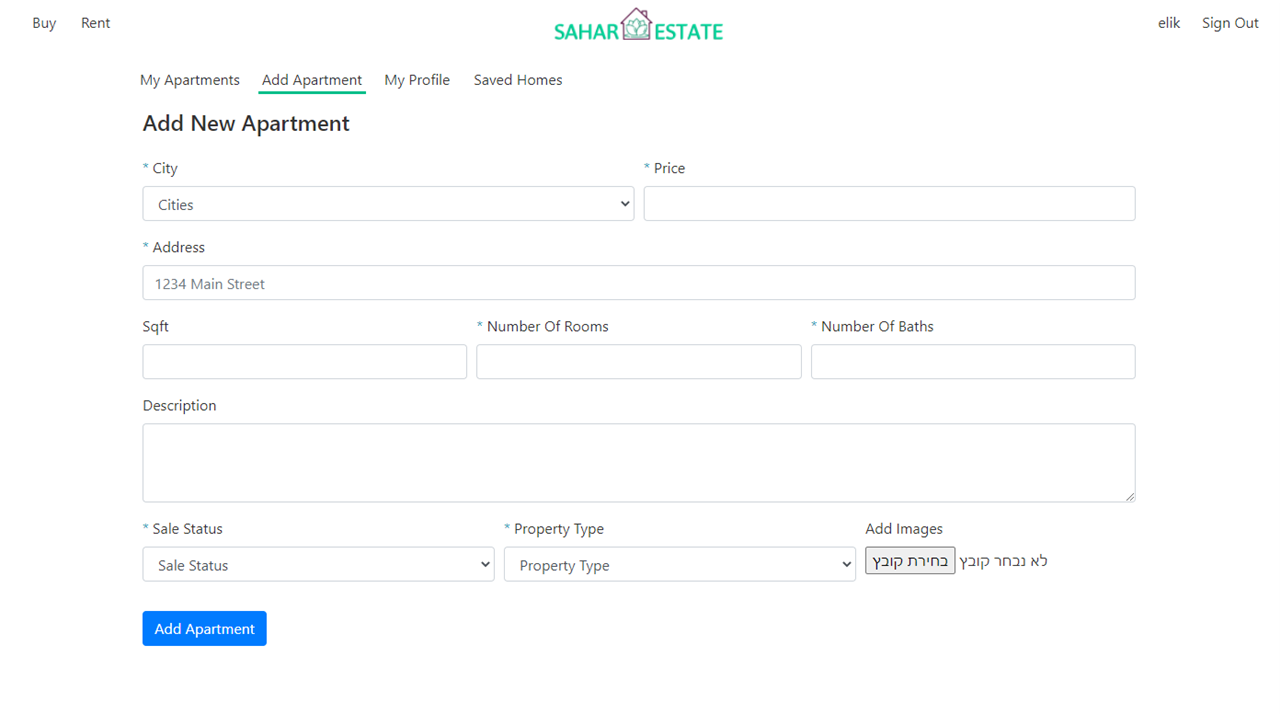 Buy Rent SAHAR ESTATE elik Sign Out
My Apartments Add Apartment My Profile Saved Homes
Add New Apartment
* City * Price
Cities
* Address
1234 Main Street
Sqft * Number Of Rooms * Number Of Baths
Description
* Sale Status * Property Type Add Images
Sale Status Property Type בחירת קובץ לא נבחר קובץ
Add Apartment